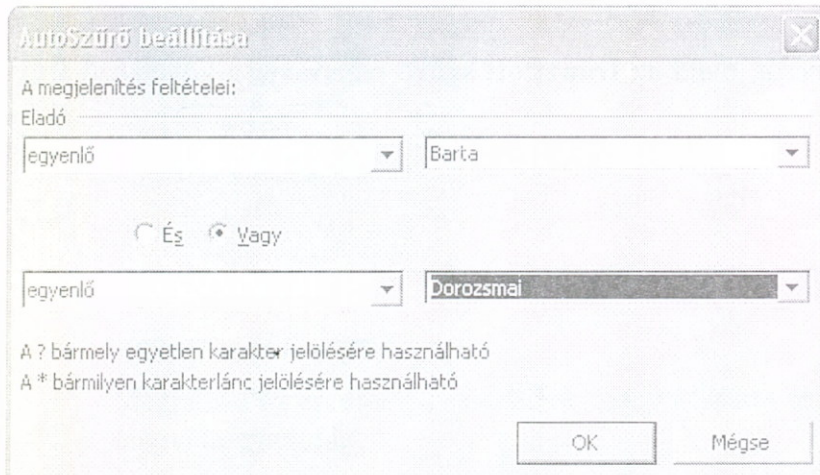 AutoSzűrő beállítása
A megjelenítés feltételei:
Eladó
egyenlő Barta
És Vagy
egyenlő Dorozsmai
A ? bármely egyetlen karakter jelölésére használható
A * bármilyen karakterlánc jelölésére használható
OK Mégse